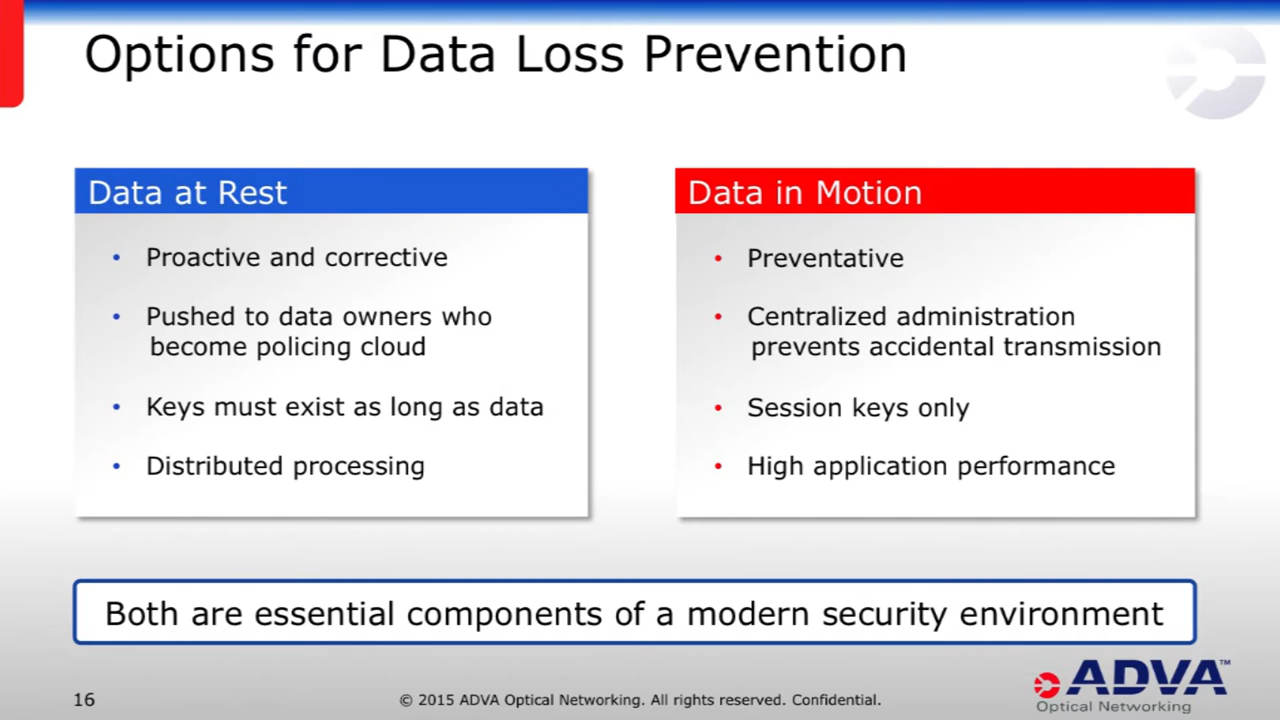 Options for Data Loss Prevention
Data at Rest
• Proactive and corrective
• Pushed to data owners who
become policing cloud
• Keys must exist as long as data
• Distributed processing
Data in Motion
• Preventative
• Centralized administration
prevents accidental transmission
• Session keys only
• High application performance
Both are essential components of a modern security environment
16
© 2015 ADVA Optical Networking. All rights reserved. Confidential.
ADVA™
Optical Networking